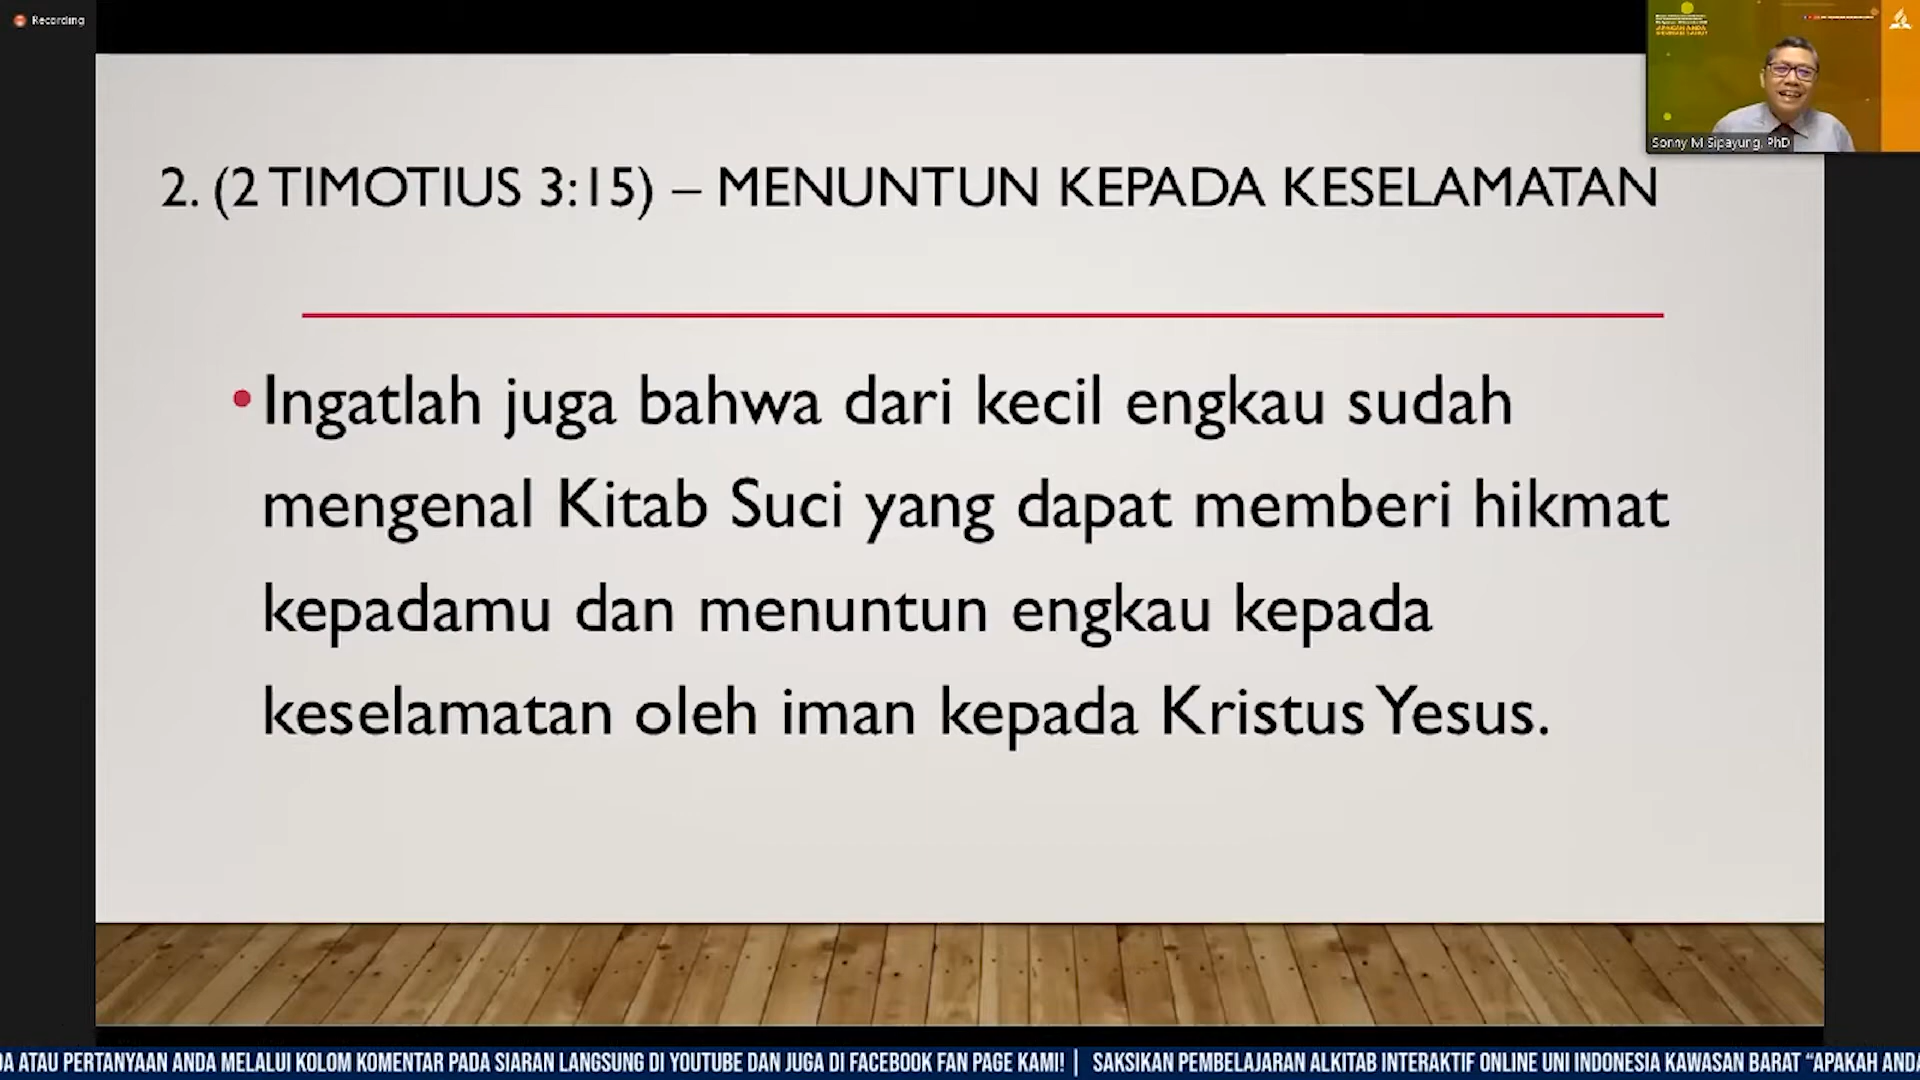 Recording
Sonny M Sipayung, PhD
2. (2 TIMOTIUS 3:15) – MENUNTUN KEPADA KESELAMATAN
• Ingatlah juga bahwa dari kecil engkau sudah
mengenal Kitab Suci yang dapat memberi hikmat
kepadamu dan menuntun engkau kepada
keselamatan oleh iman kepada Kristus Yesus.
DA ATAU PERTANYAAN ANDA MELALUI KOLOM KOMENTAR PADA SIARAN LANGSUNG DI YOUTUBE DAN JUGA DI FACEBOOK FAN PAGE KAMI! | SAKSIKAN PEMBELAJARAN ALKITAB INTERAKTIF ONLINE UNI INDONESIA KAWASAN BARAT “APAKAH ANDA